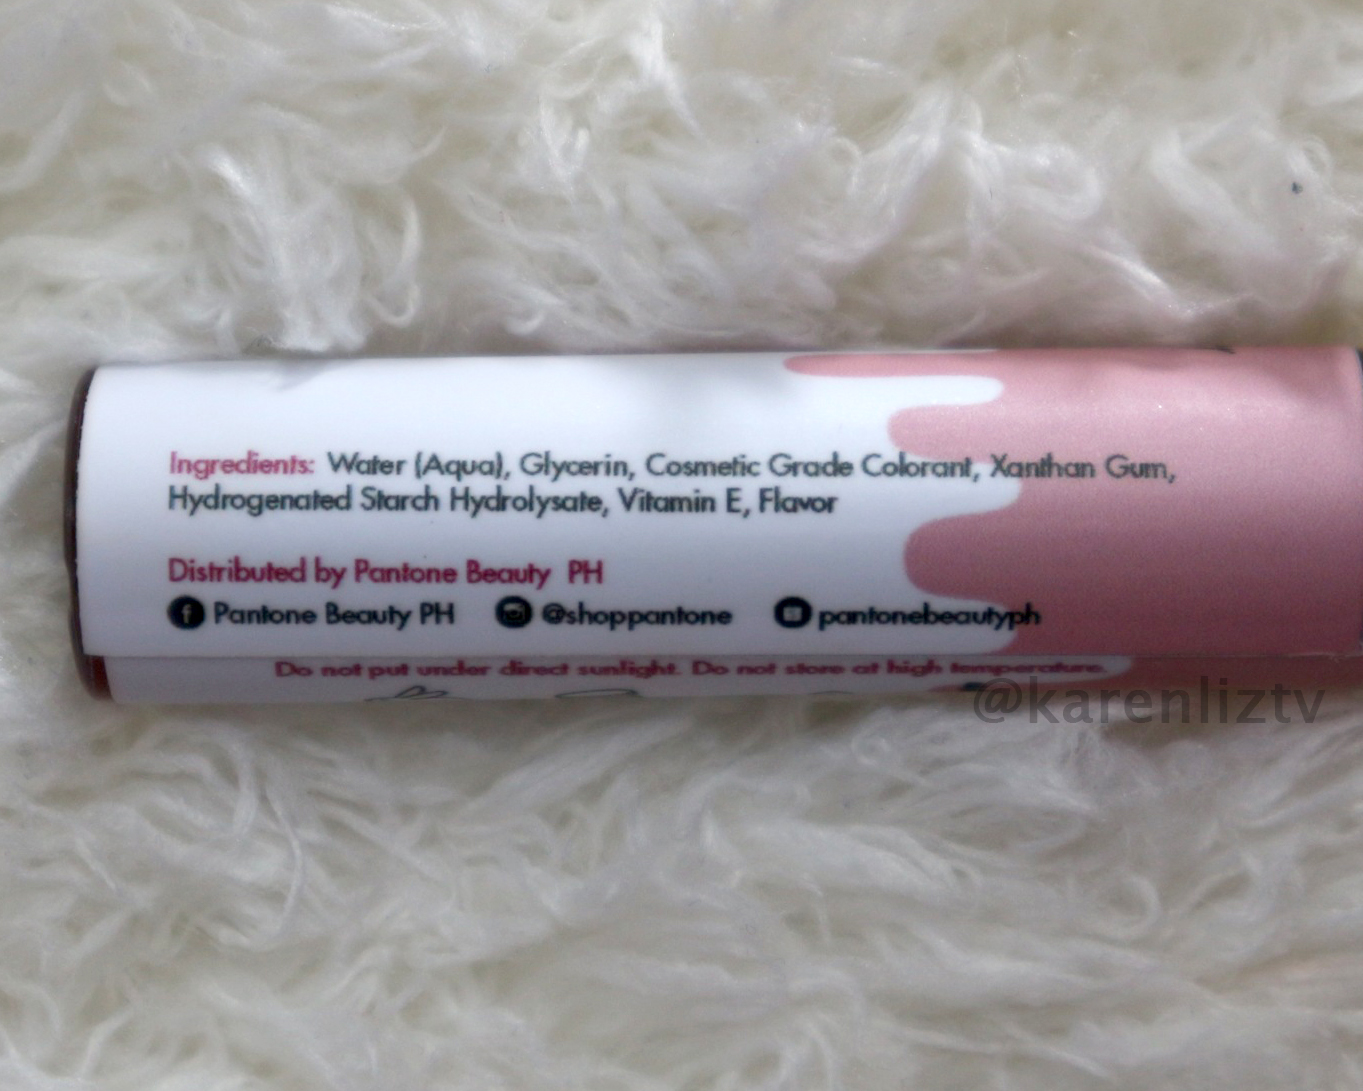 Ingredients: Water (Aqua), Glycerin, Cosmetic Grade Colorant, Xanthan Gum,
Hydrogenated Starch Hydrolysate, Vitamin E, Flavor
Distributed by Pantone Beauty PH
Pantone Beauty PH @shoppantone pantonebeautyph
Do not put under direct sunlight. Do not store at high temperature.
@karenliztv